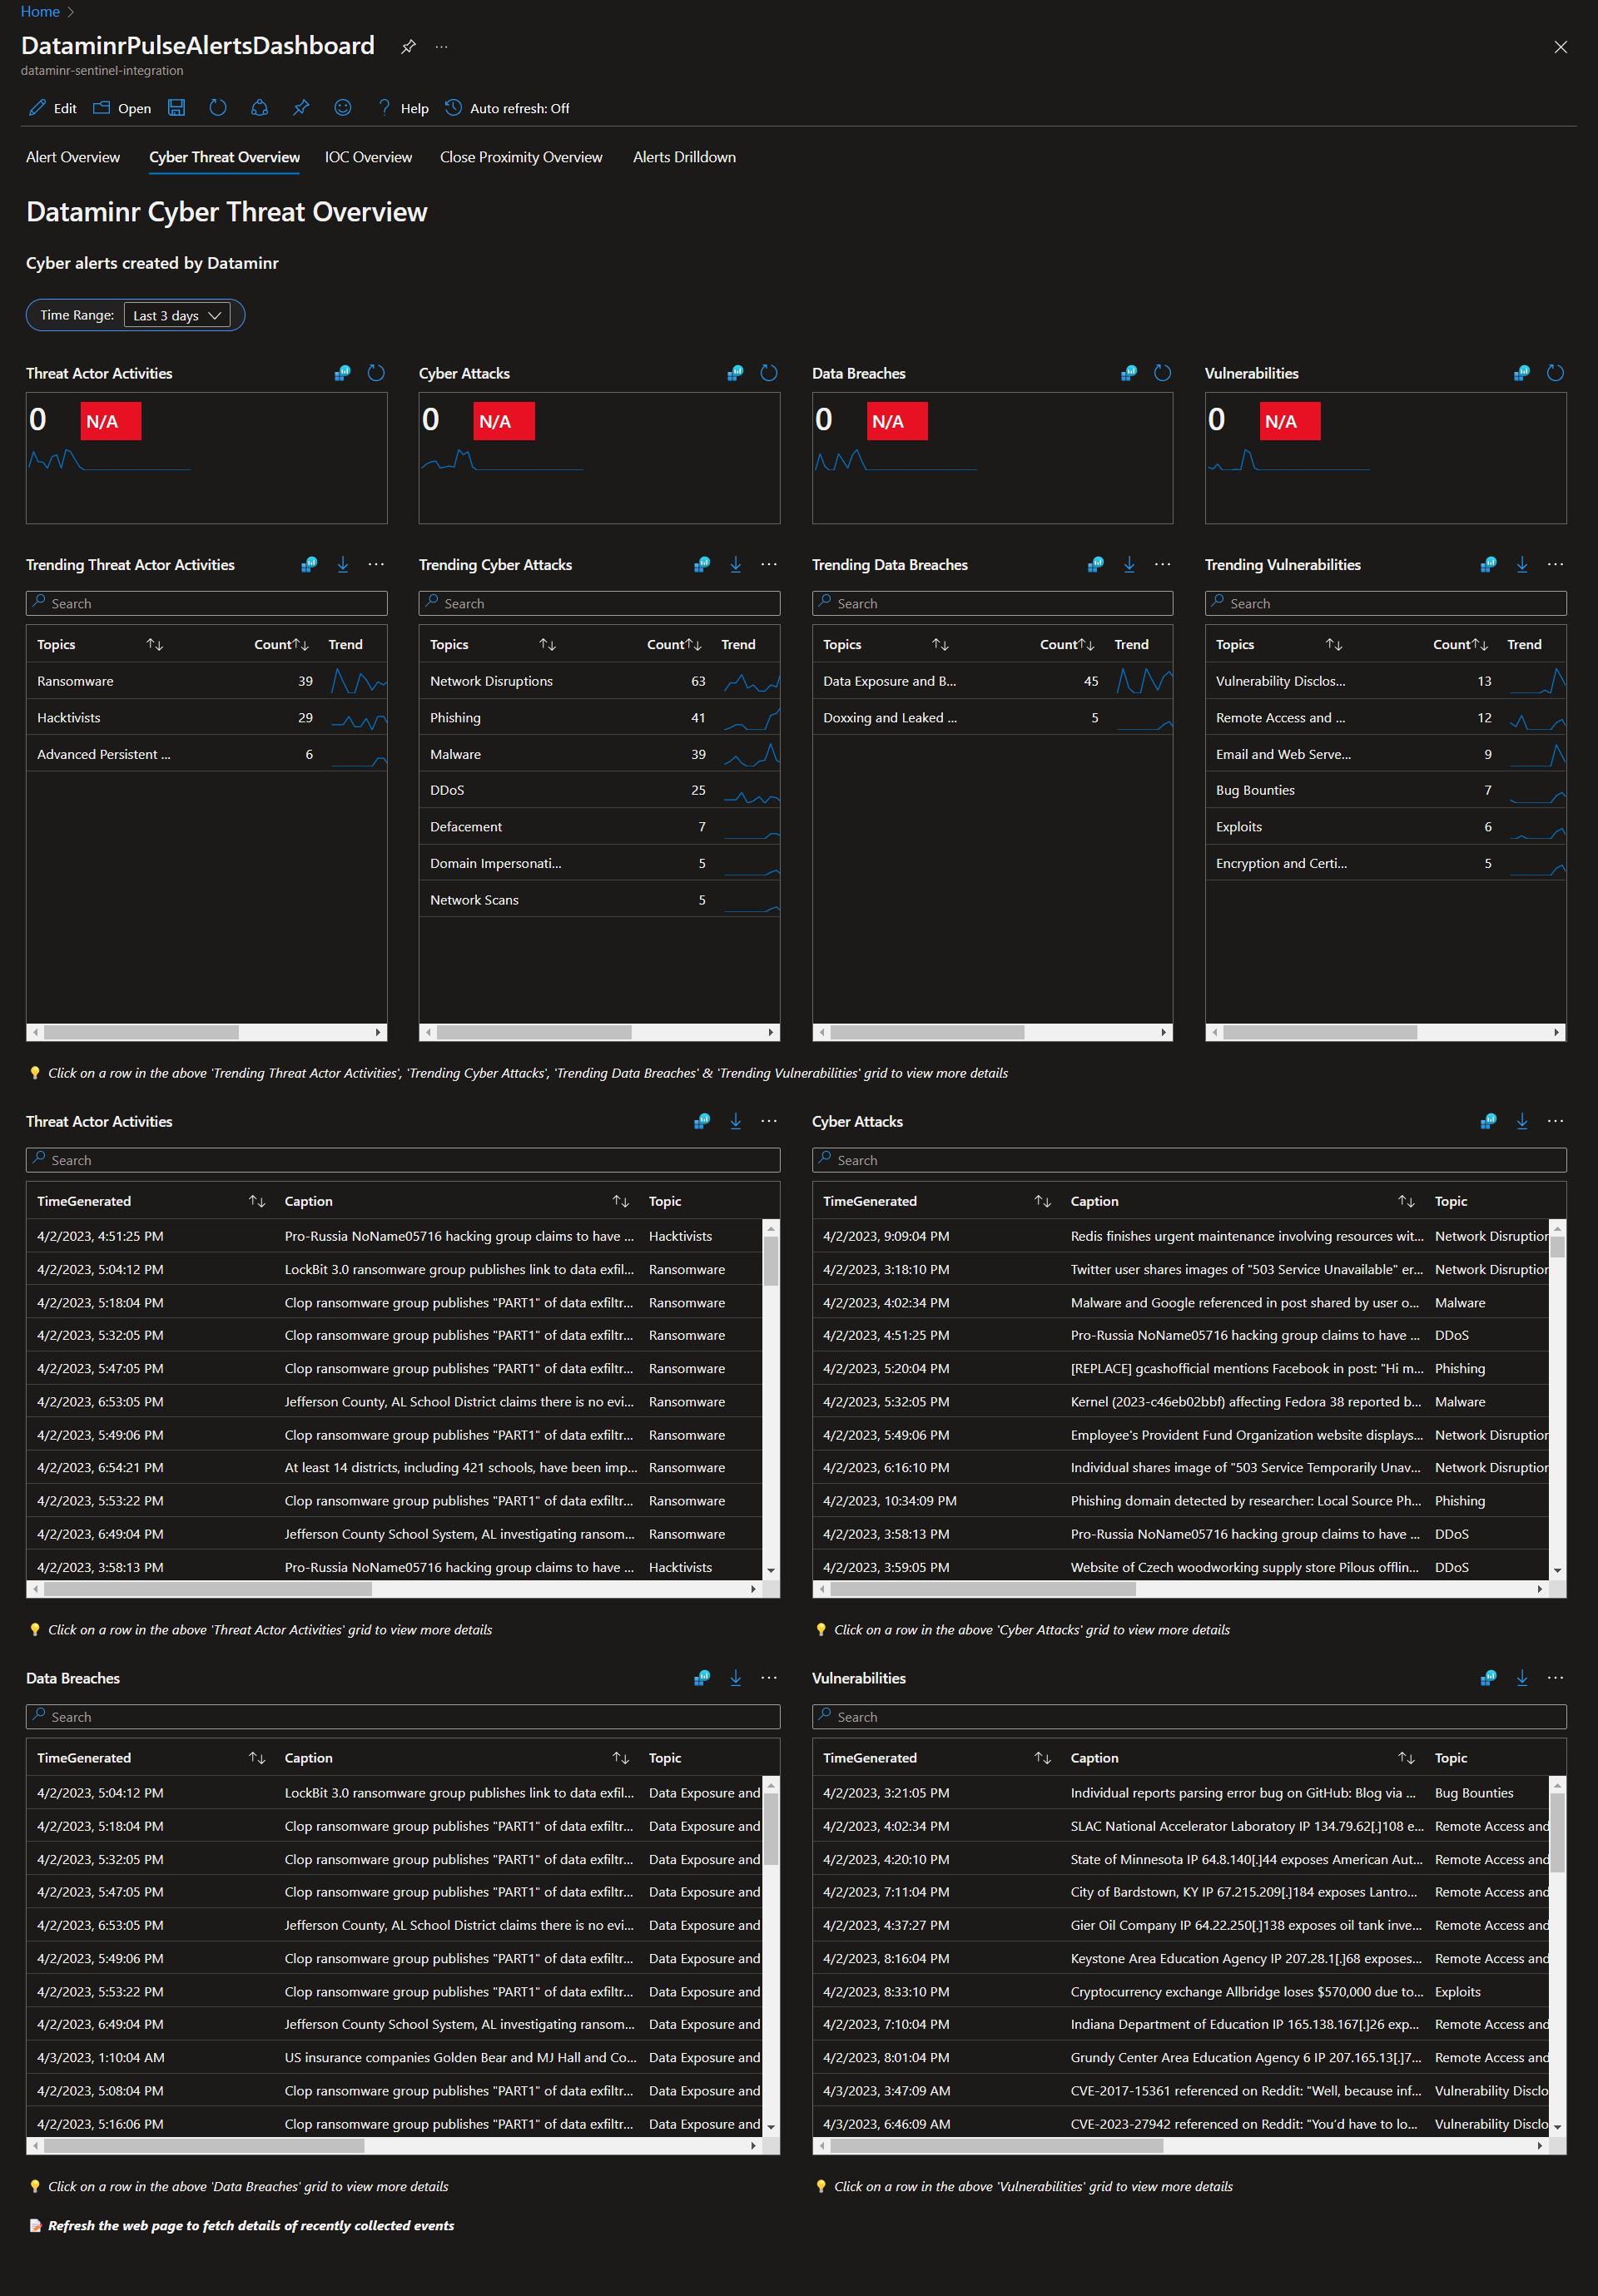 Home
DataminrPulseAlertsDashboard
dataminr-sentinel-integration
Edit Open Help Auto refresh: Off
Alert Overview Cyber Threat Overview IOC Overview Close Proximity Overview Alerts Drilldown
Dataminr Cyber Threat Overview
Cyber alerts created by Dataminr
Time Range: Last 3 days
Threat Actor Activities Cyber Attacks Data Breaches Vulnerabilities
0 N/A 0 N/A 0 N/A 0 N/A
Trending Threat Actor Activities
Search
Topics Count Trend
Ransomware 39
Hacktivists 29
Advanced Persistent ... 6
Trending Cyber Attacks
Search
Topics Count Trend
Network Disruptions 63
Phishing 41
Malware 39
DDoS 25
Defacement 7
Domain Impersonati... 5
Network Scans 5
Trending Data Breaches
Search
Topics Count Trend
Data Exposure and B... 45
Doxxing and Leaked ... 5
Trending Vulnerabilities
Search
Topics Count Trend
Vulnerability Disclos... 13
Remote Access and ... 12
Email and Web Serve... 9
Bug Bounties 7
Exploits 6
Encryption and Certi... 5
Click on a row in the above 'Trending Threat Actor Activities', 'Trending Cyber Attacks', 'Trending Data Breaches' & 'Trending Vulnerabilities' grid to view more details
Threat Actor Activities
Search
TimeGenerated Caption Topic
4/2/2023, 4:51:25 PM Pro-Russia NoName05716 hacking group claims to have ... Hacktivists
4/2/2023, 5:04:12 PM LockBit 3.0 ransomware group publishes link to data exfil... Ransomware
4/2/2023, 5:18:04 PM Clop ransomware group publishes "PART1" of data exfiltr... Ransomware
4/2/2023, 5:32:05 PM Clop ransomware group publishes "PART1" of data exfiltr... Ransomware
4/2/2023, 5:47:05 PM Clop ransomware group publishes "PART1" of data exfiltr... Ransomware
4/2/2023, 6:53:05 PM Jefferson County, AL School District claims there is no evi... Ransomware
4/2/2023, 5:49:06 PM Clop ransomware group publishes "PART1" of data exfiltr... Ransomware
4/2/2023, 6:54:21 PM At least 14 districts, including 421 schools, have been imp... Ransomware
4/2/2023, 5:53:22 PM Clop ransomware group publishes "PART1" of data exfiltr... Ransomware
4/2/2023, 6:49:04 PM Jefferson County School System, AL investigating ransom... Ransomware
4/2/2023, 3:58:13 PM Pro-Russia NoName05716 hacking group claims to have ... Hacktivists
Click on a row in the above 'Threat Actor Activities' grid to view more details
Cyber Attacks
Search
TimeGenerated Caption Topic
4/2/2023, 9:09:04 PM Redis finishes urgent maintenance involving resources wit... Network Disruption
4/2/2023, 3:18:10 PM Twitter user shares images of "503 Service Unavailable" er... Network Disruption
4/2/2023, 4:02:34 PM Malware and Google referenced in post shared by user o... Malware
4/2/2023, 4:51:25 PM Pro-Russia NoName05716 hacking group claims to have ... DDoS
4/2/2023, 5:20:04 PM [REPLACE] gcashofficial mentions Facebook in post: "Hi m... Phishing
4/2/2023, 5:32:05 PM Kernel (2023-c46eb02bbf) affecting Fedora 38 reported b... Malware
4/2/2023, 5:49:06 PM Employee's Provident Fund Organization website displays... Network Disruption
4/2/2023, 6:16:10 PM Individual shares image of "503 Service Temporarily Unav... Network Disruption
4/2/2023, 10:34:09 PM Phishing domain detected by researcher: Local Source Ph... Phishing
4/2/2023, 3:58:13 PM Pro-Russia NoName05716 hacking group claims to have ... DDoS
4/2/2023, 3:59:05 PM Website of Czech woodworking supply store Pilous offlin... DDoS
Click on a row in the above 'Cyber Attacks' grid to view more details
Data Breaches
Search
TimeGenerated Caption Topic
4/2/2023, 5:04:12 PM LockBit 3.0 ransomware group publishes link to data exfil... Data Exposure and
4/2/2023, 5:18:04 PM Clop ransomware group publishes "PART1" of data exfiltr... Data Exposure and
4/2/2023, 5:32:05 PM Clop ransomware group publishes "PART1" of data exfiltr... Data Exposure and
4/2/2023, 5:47:05 PM Clop ransomware group publishes "PART1" of data exfiltr... Data Exposure and
4/2/2023, 6:53:05 PM Jefferson County, AL School District claims there is no evi... Data Exposure and
4/2/2023, 5:49:06 PM Clop ransomware group publishes "PART1" of data exfiltr... Data Exposure and
4/2/2023, 5:53:22 PM Clop ransomware group publishes "PART1" of data exfiltr... Data Exposure and
4/2/2023, 6:49:04 PM Jefferson County School System, AL investigating ransom... Data Exposure and
4/3/2023, 1:10:04 AM US insurance companies Golden Bear and MJ Hall and Co... Data Exposure and
4/2/2023, 5:08:04 PM Clop ransomware group publishes "PART1" of data exfiltr... Data Exposure and
4/2/2023, 5:16:06 PM Clop ransomware group publishes "PART1" of data exfiltr... Data Exposure and
Click on a row in the above 'Data Breaches' grid to view more details
Vulnerabilities
Search
TimeGenerated Caption Topic
4/2/2023, 3:21:05 PM Individual reports parsing error bug on GitHub: Blog via ... Bug Bounties
4/2/2023, 4:02:34 PM SLAC National Accelerator Laboratory IP 134.79.62[.]108 e... Remote Access and
4/2/2023, 4:20:10 PM State of Minnesota IP 64.8.140[.]44 exposes American Aut... Remote Access and
4/2/2023, 7:11:04 PM City of Bardstown, KY IP 67.215.209[.]184 exposes Lantro... Remote Access and
4/2/2023, 4:37:27 PM Gier Oil Company IP 64.22.250[.]138 exposes oil tank inve... Remote Access and
4/2/2023, 8:16:04 PM Keystone Area Education Agency IP 207.28.1[.]68 exposes... Remote Access and
4/2/2023, 8:33:10 PM Cryptocurrency exchange Allbridge loses $570,000 due to... Exploits
4/2/2023, 7:10:04 PM Indiana Department of Education IP 165.138.167[.]26 exp... Remote Access and
4/2/2023, 8:01:04 PM Grundy Center Area Education Agency 6 IP 207.165.13[.]7... Remote Access and
4/3/2023, 3:47:09 AM CVE-2017-15361 referenced on Reddit: "Well, because inf... Vulnerability Disclo
4/3/2023, 6:46:09 AM CVE-2023-27942 referenced on Reddit: "You'd have to lo... Vulnerability Disclo
Click on a row in the above 'Vulnerabilities' grid to view more details
Refresh the web page to fetch details of recently collected events